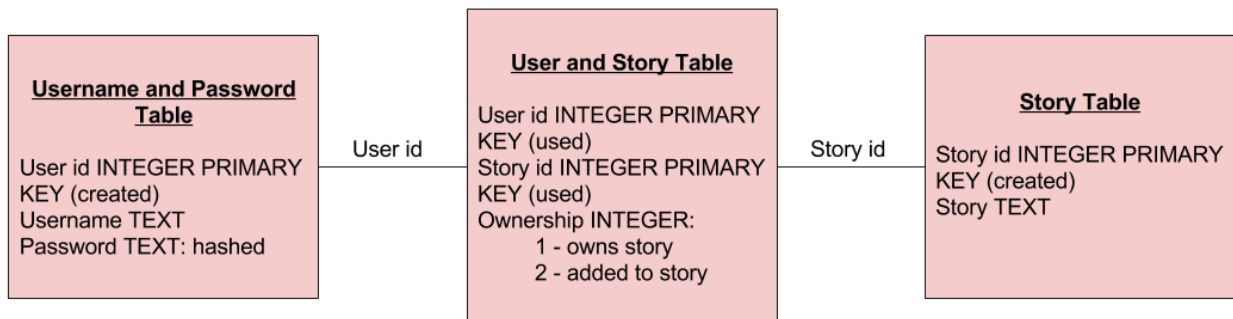 Username and Password
Table
User id INTEGER PRIMARY
KEY (created)
Username TEXT
Password TEXT: hashed
User id
User and Story Table
User id INTEGER PRIMARY
KEY (used)
Story id INTEGER PRIMARY
KEY (used)
Ownership INTEGER:
1 - owns story
2 - added to story
Story id
Story Table
Story id INTEGER PRIMARY
KEY (created)
Story TEXT